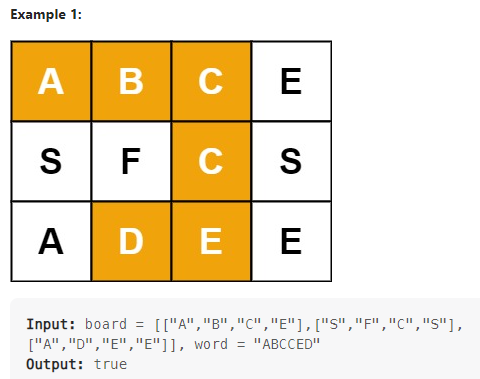 Example 1:
A B C E
S F C S
A D E E
Input: board = [["A","B","C","E"],["S","F","C","S"],
["A","D","E","E"]], word = "ABCCED"
Output: true